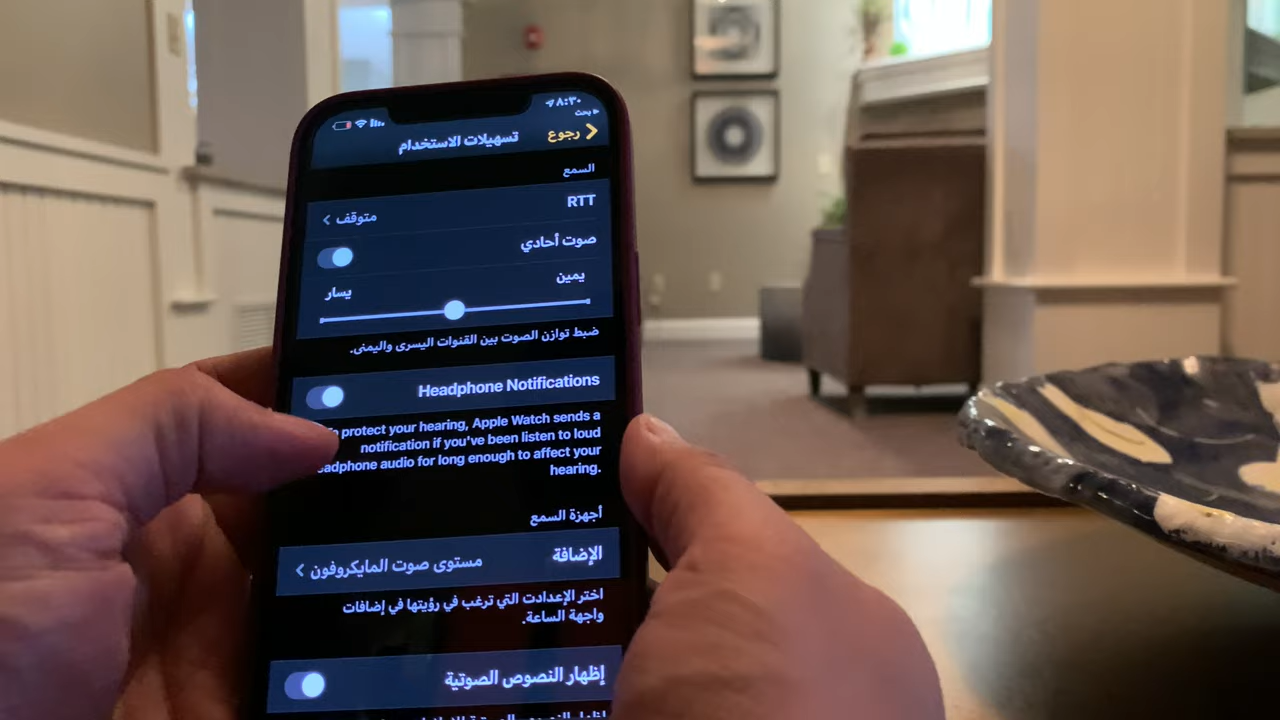 ٨:٣٠
بحث
رجوع
تسهيلات الاستخدام
السمع
RTT
متوقف
صوت أحادي
يمين
يسار
ضبط توازن الصوت بين القنوات اليسرى واليمنى.
Headphone Notifications
protect your hearing, Apple Watch sends a
notification if you've been listen to loud
adphone audio for long enough to affect your
hearing.
أجهزة السمع
الإضافة
مستوى صوت المايكروفون
اختر الإعدادت التي ترغب في رؤيتها في إضافات
واجهة الساعة.
إظهار النصوص الصوتية